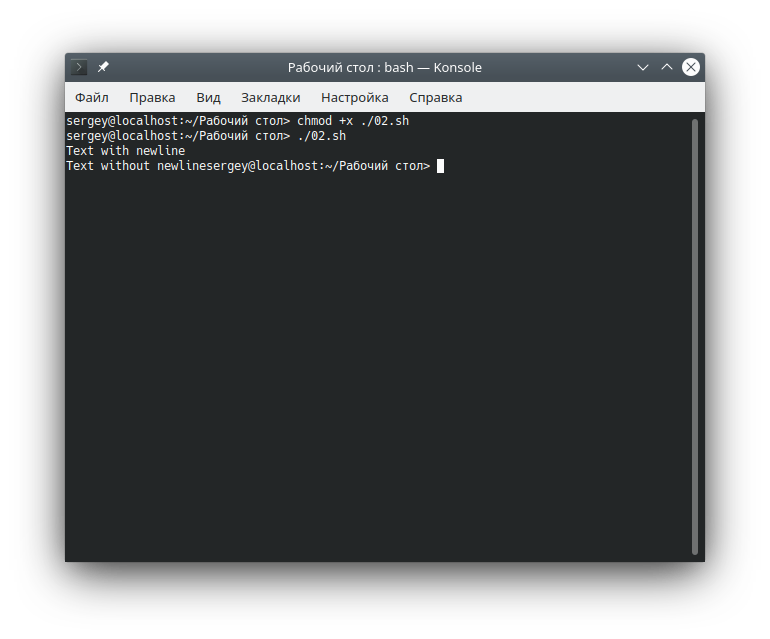 Рабочий стол : bash — Konsole
Файл Правка Вид Закладки Настройка Справка
sergey@localhost:~/Рабочий стол> chmod +x ./02.sh
sergey@localhost:~/Рабочий стол> ./02.sh
Text with newline
Text without newlinesergey@localhost:~/Рабочий стол>